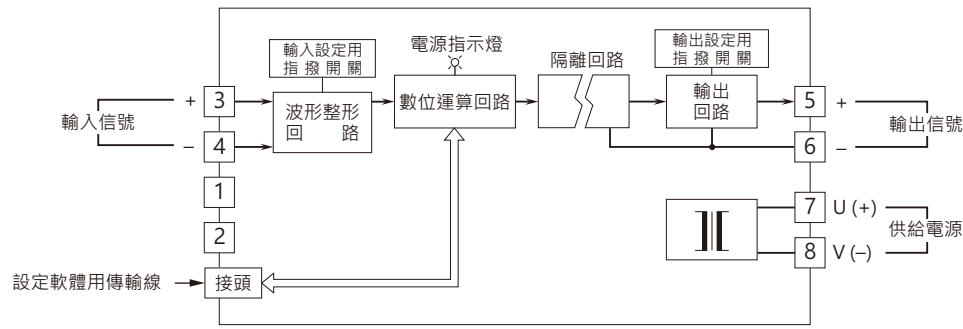 輸入設定用
指撥開關
電源指示燈
隔離回路
輸出設定用
指撥開關
輸入信號
+ 3
– 4
1
2
波形整形
回 路
數位運算回路
輸出
回路
5 +
6 –
輸出信號
7 U (+)
8 V (–)
供給電源
設定軟體用傳輸線
接頭